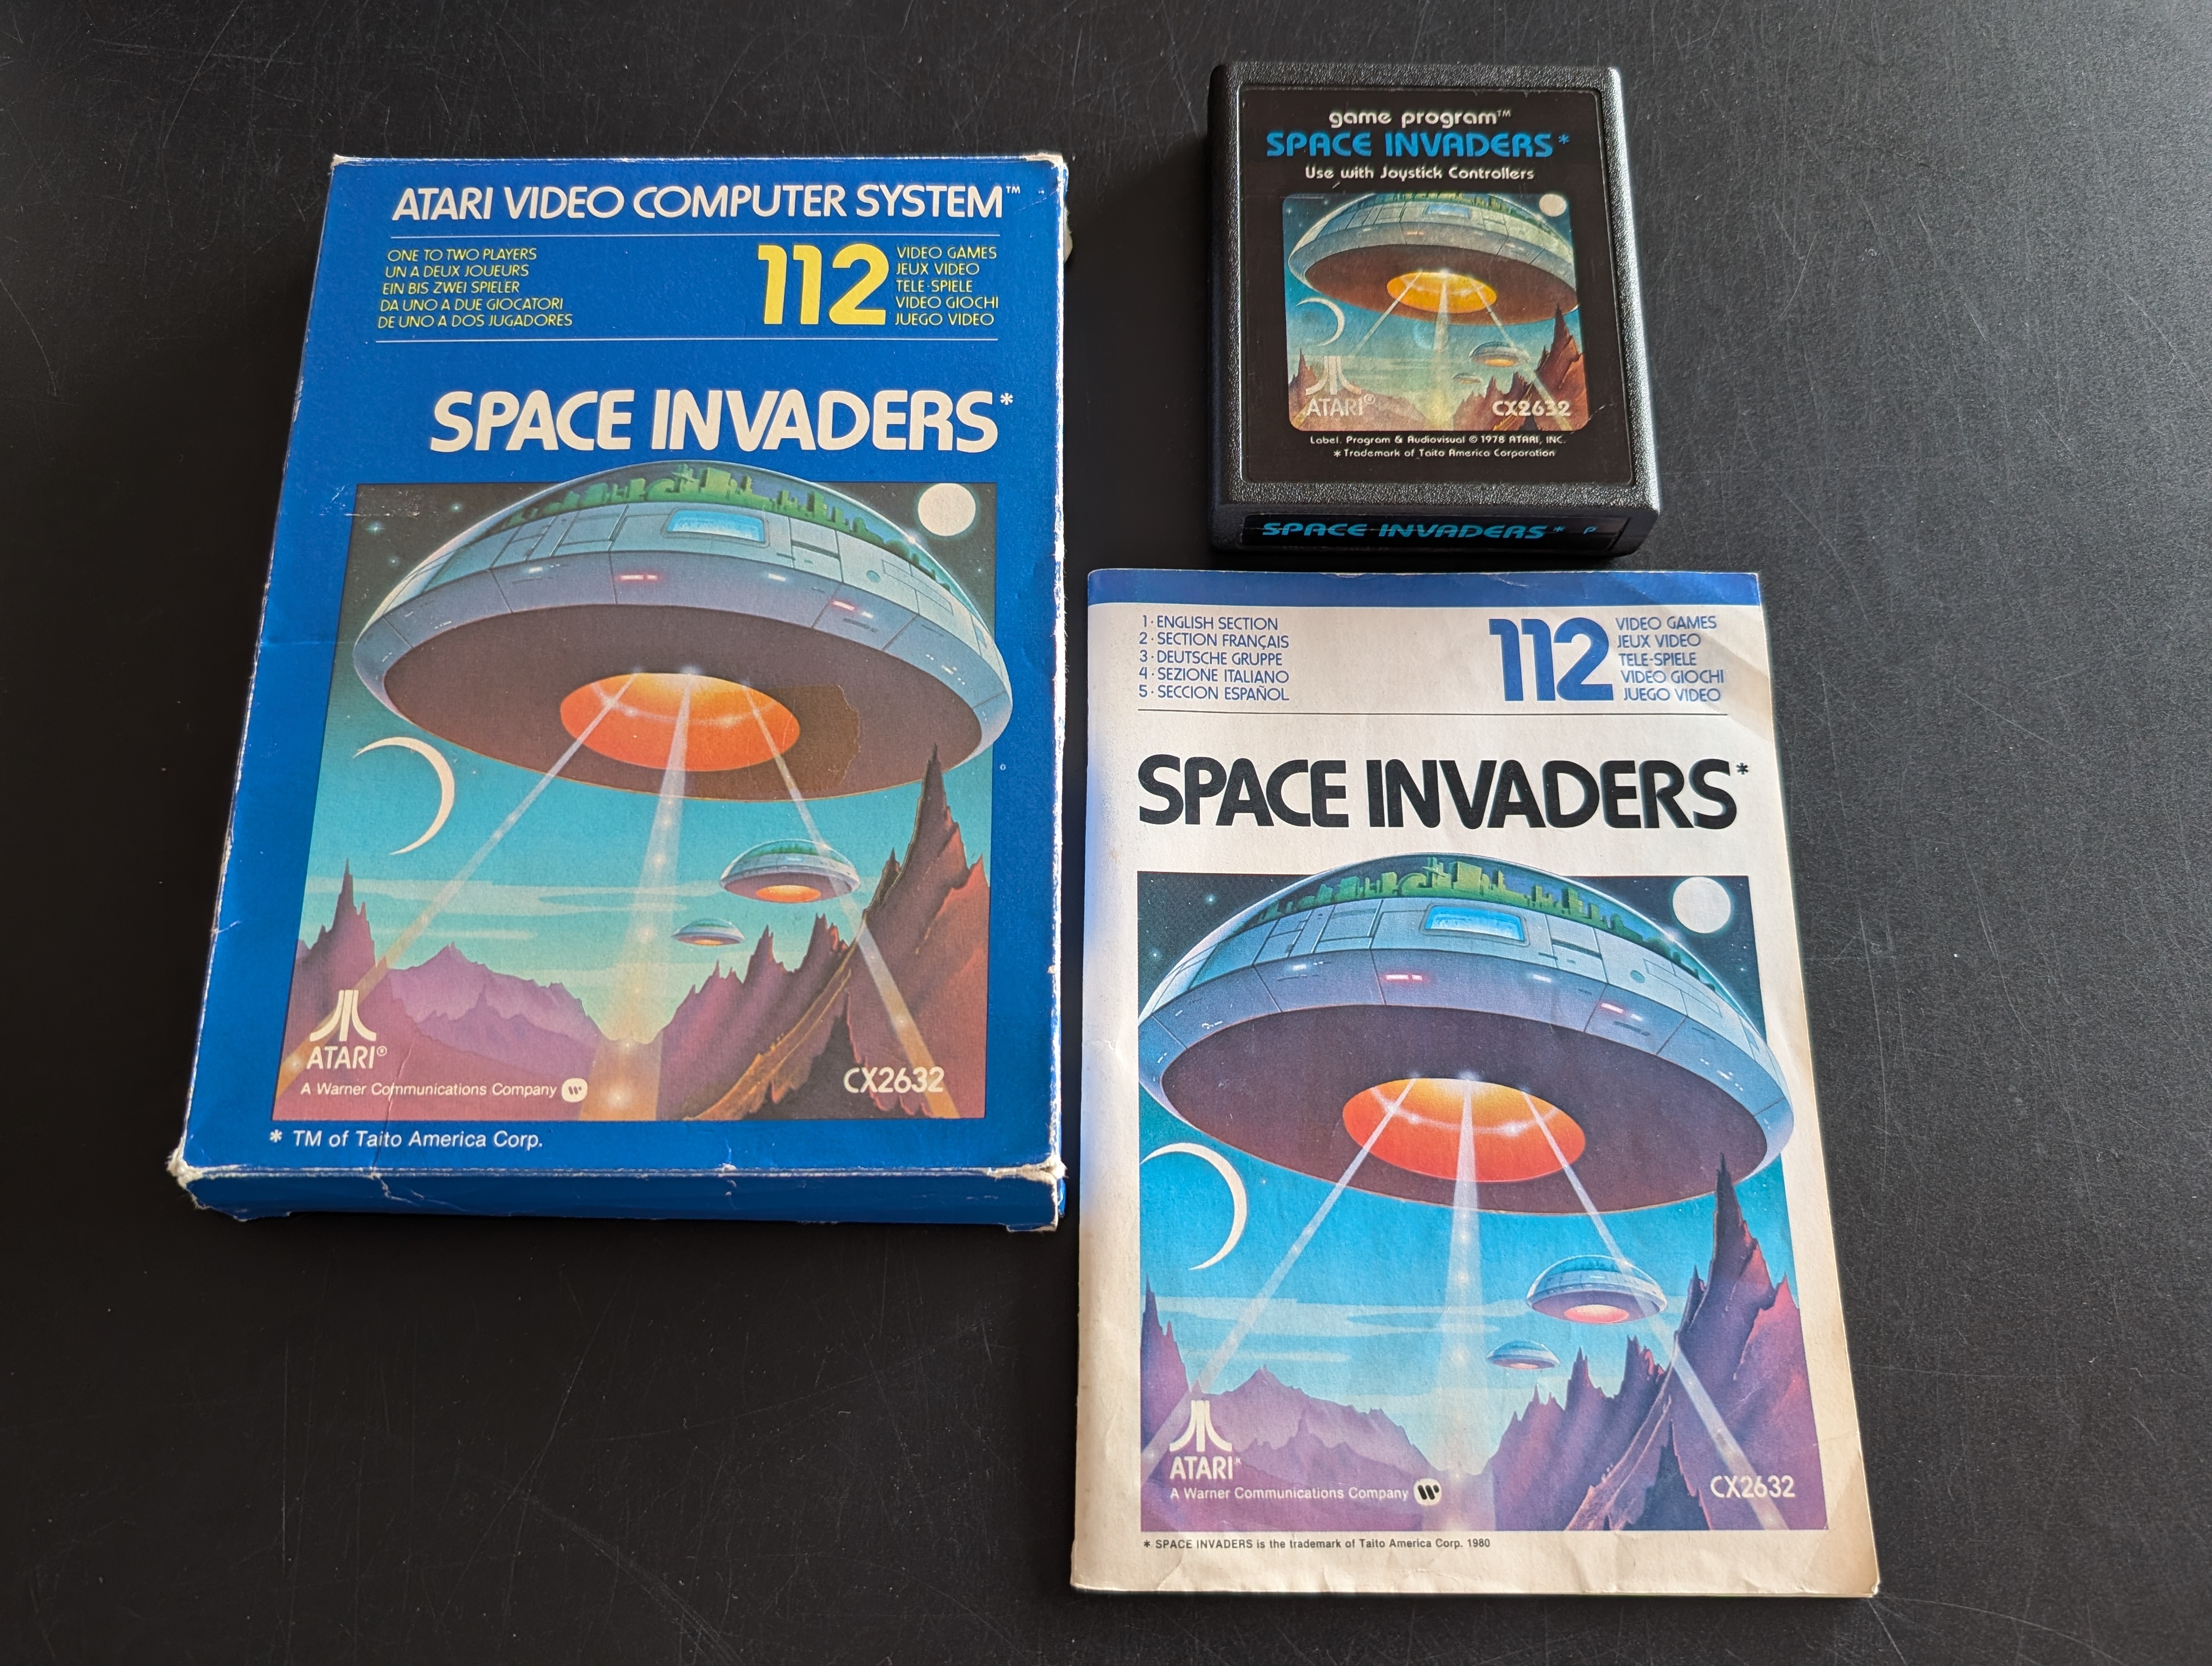 ATARI VIDEO COMPUTER SYSTEM™
ONE TO TWO PLAYERS
UN A DEUX JOUEURS
EIN BIS ZWEI SPIELER
DA UNO A DUE GIOCATORI
DE UNO A DOS JUGADORES
112
VIDEO GAMES
JEUX VIDEO
TELE-SPIELE
VIDEO GIOCHI
JUEGO VIDEO
SPACE INVADERS*
ATARI®
A Warner Communications Company
CX2632
* TM of Taito America Corp.
game program™
SPACE INVADERS*
Use with Joystick Controllers
ATARI®
CX2632
Label, Program & Audiovisual © 1978 ATARI, INC.
* Trademark of Taito America Corporation
SPACE INVADERS* P
1 · ENGLISH SECTION
2 · SECTION FRANÇAIS
3 · DEUTSCHE GRUPPE
4 · SEZIONE ITALIANO
5 · SECCION ESPAÑOL
112
VIDEO GAMES
JEUX VIDEO
TELE-SPIELE
VIDEO GIOCHI
JUEGO VIDEO
SPACE INVADERS*
ATARI®
A Warner Communications Company
CX2632
* SPACE INVADERS is the trademark of Taito America Corp. 1980